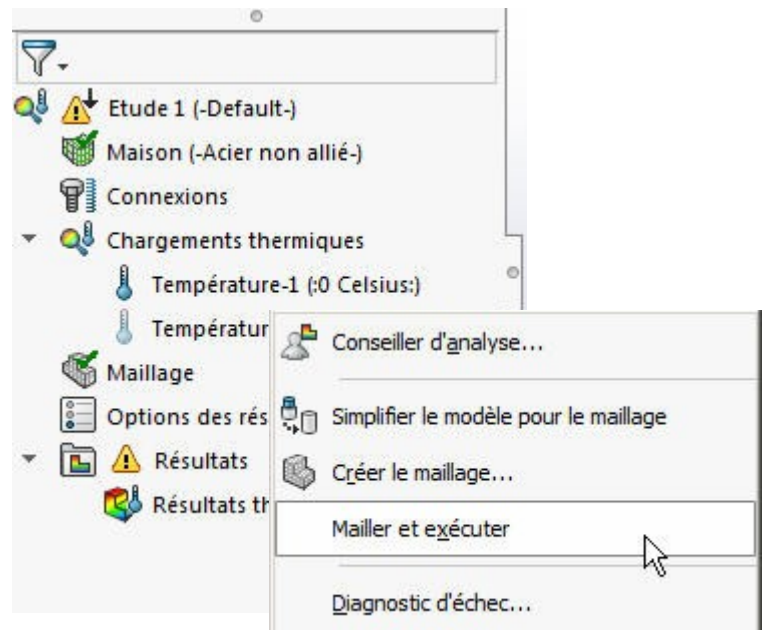 Etude 1 (-Default-)
Maison (-Acier non allié-)
Connexions
Chargements thermiques
Température-1 (:0 Celsius:)
Températur
Conseiller d'analyse...
Maillage
Simplifier le modèle pour le maillage
Options des rés
Résultats
Créer le maillage...
Résultats th
Mailler et exécuter
Diagnostic d'échec...